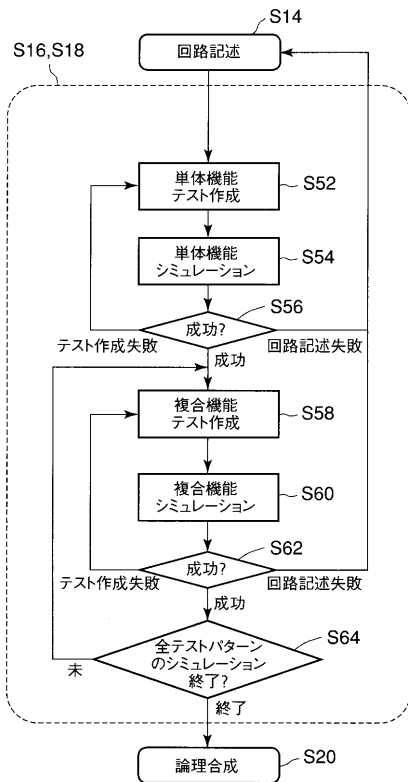 S14
回路記述
S16,S18
単体機能
テスト作成
S52
単体機能
シミュレーション
S54
S56
成功?
テスト作成失敗
回路記述失敗
成功
複合機能
テスト作成
S58
複合機能
シミュレーション
S60
S62
成功?
テスト作成失敗
回路記述失敗
成功
全テストパターン
のシミュレーション
終了?
S64
未
終了
論理合成
S20